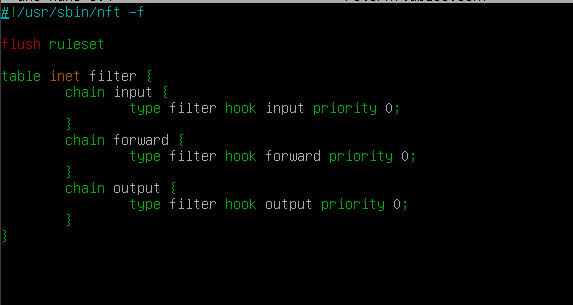 #!/usr/sbin/nft -f
flush ruleset
table inet filter {
chain input {
type filter hook input priority 0;
}
chain forward {
type filter hook forward priority 0;
}
chain output {
type filter hook output priority 0;
}
}